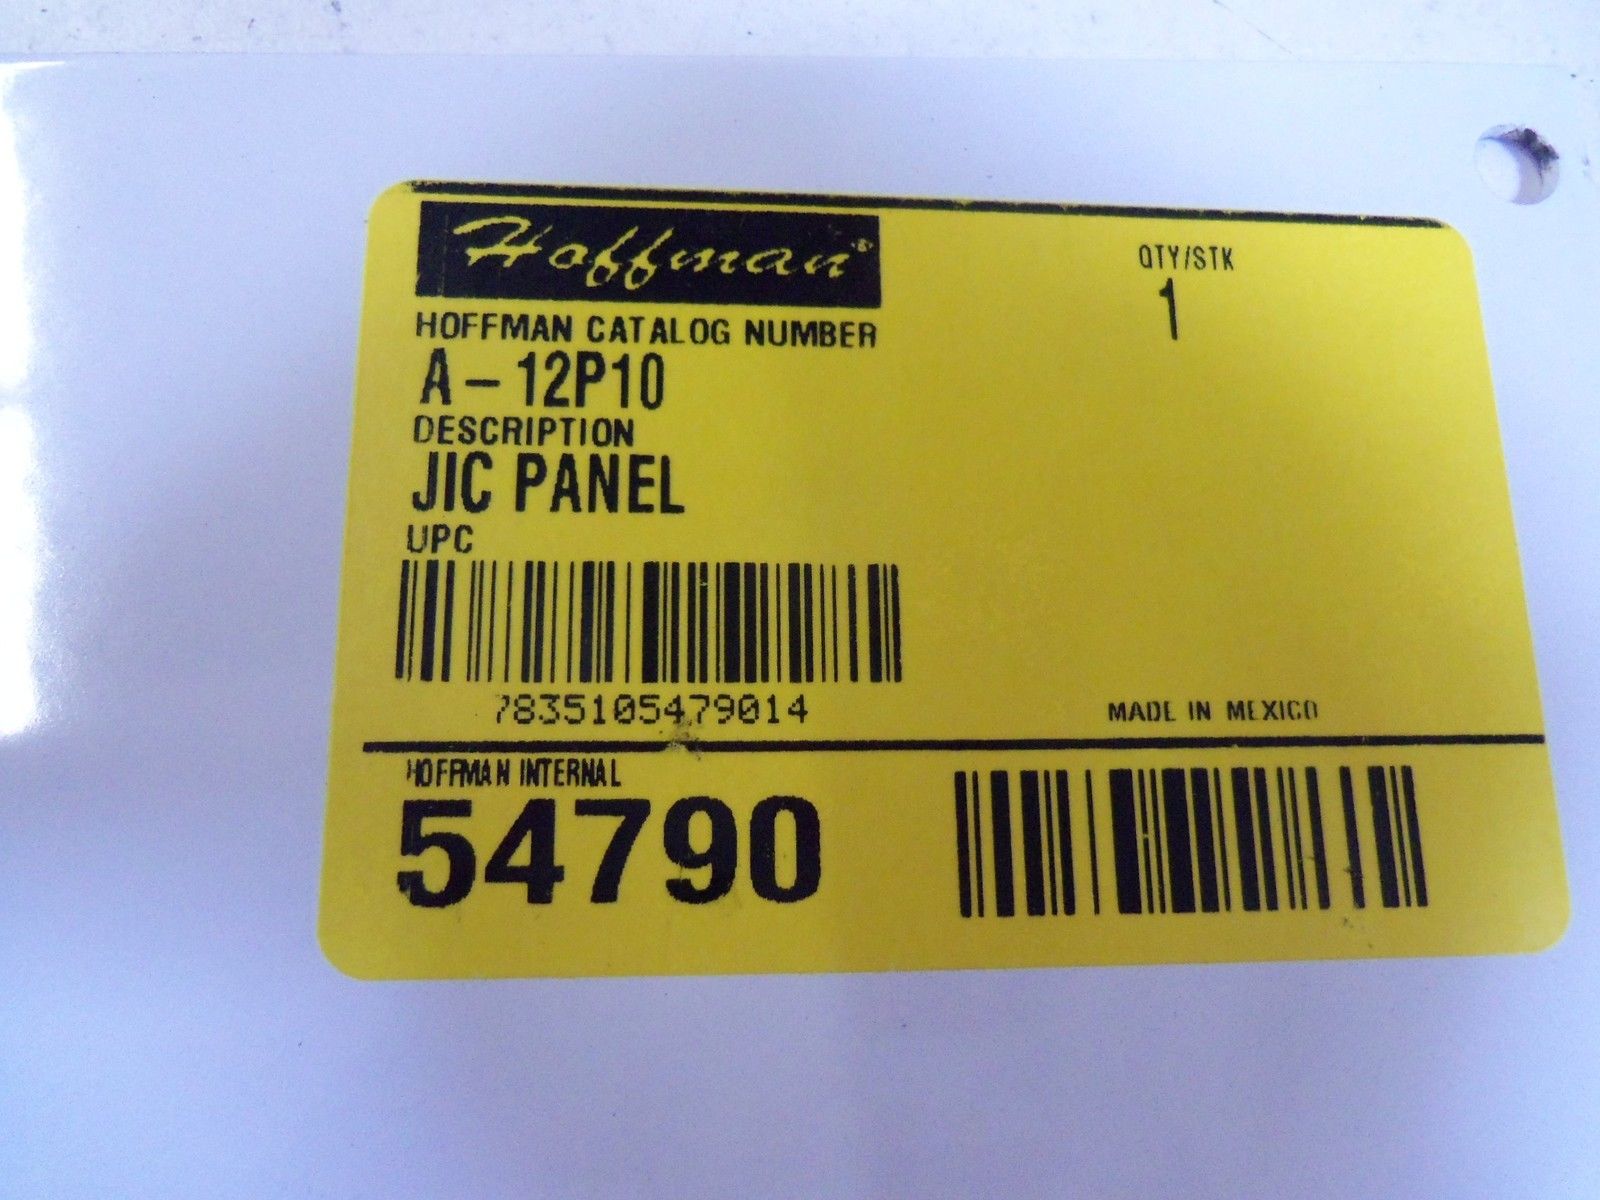 Hoffman®
QTY/STK
1
HOFFMAN CATALOG NUMBER
A-12P10
DESCRIPTION
JIC PANEL
UPC
7835105479014
MADE IN MEXICO
HOFFMAN INTERNAL
54790